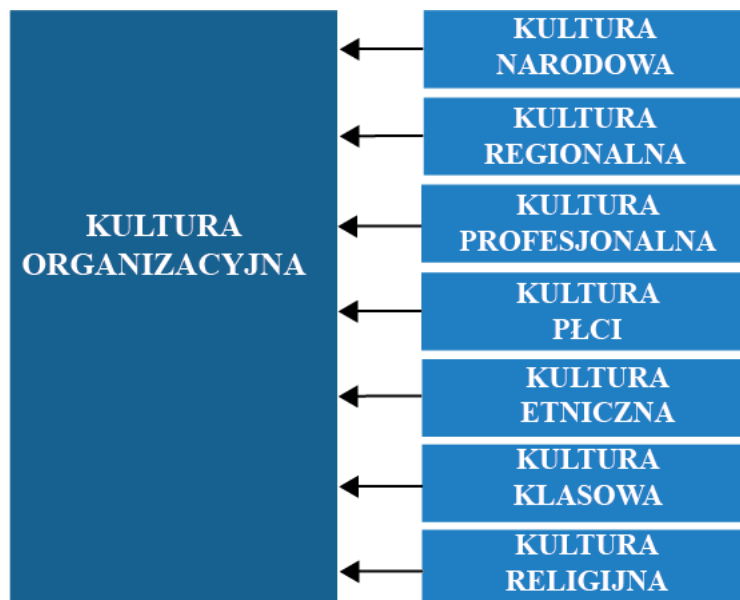 KULTURA
ORGANIZACYJNA
KULTURA
NARODOWA
KULTURA
REGIONALNA
KULTURA
PROFESJONALNA
KULTURA
PŁCI
KULTURA
ETNICZNA
KULTURA
KLASOWA
KULTURA
RELIGIJNA